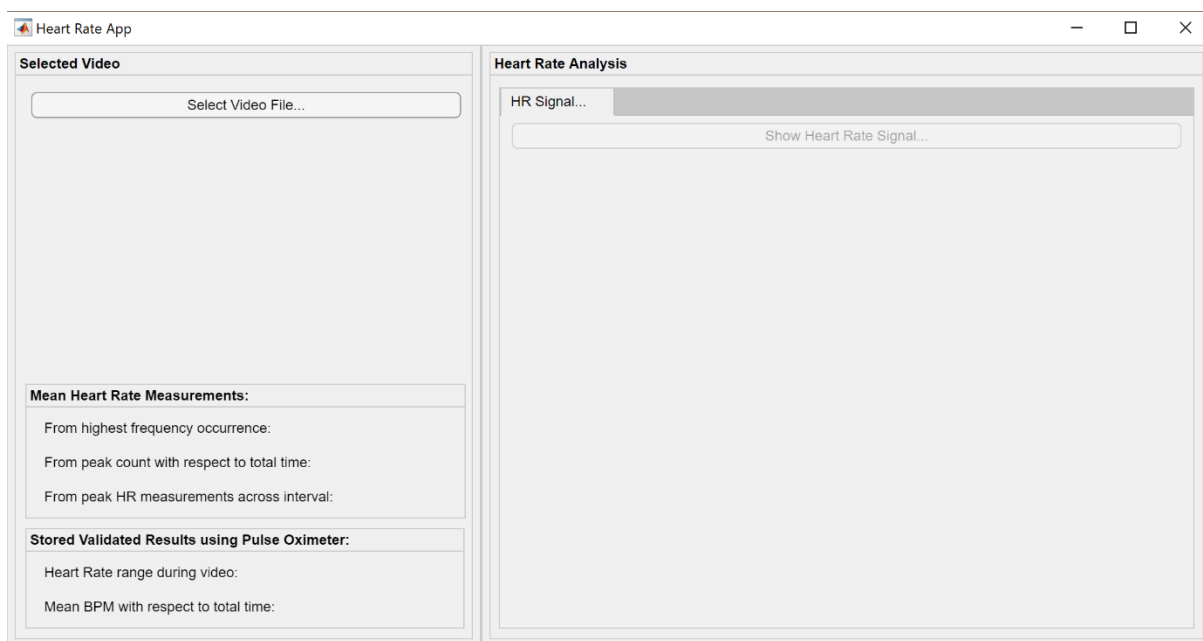 Heart Rate App
Selected Video
Select Video File...
Mean Heart Rate Measurements:
From highest frequency occurrence:
From peak count with respect to total time:
From peak HR measurements across interval:
Stored Validated Results using Pulse Oximeter:
Heart Rate range during video:
Mean BPM with respect to total time:
Heart Rate Analysis
HR Signal...
Show Heart Rate Signal...